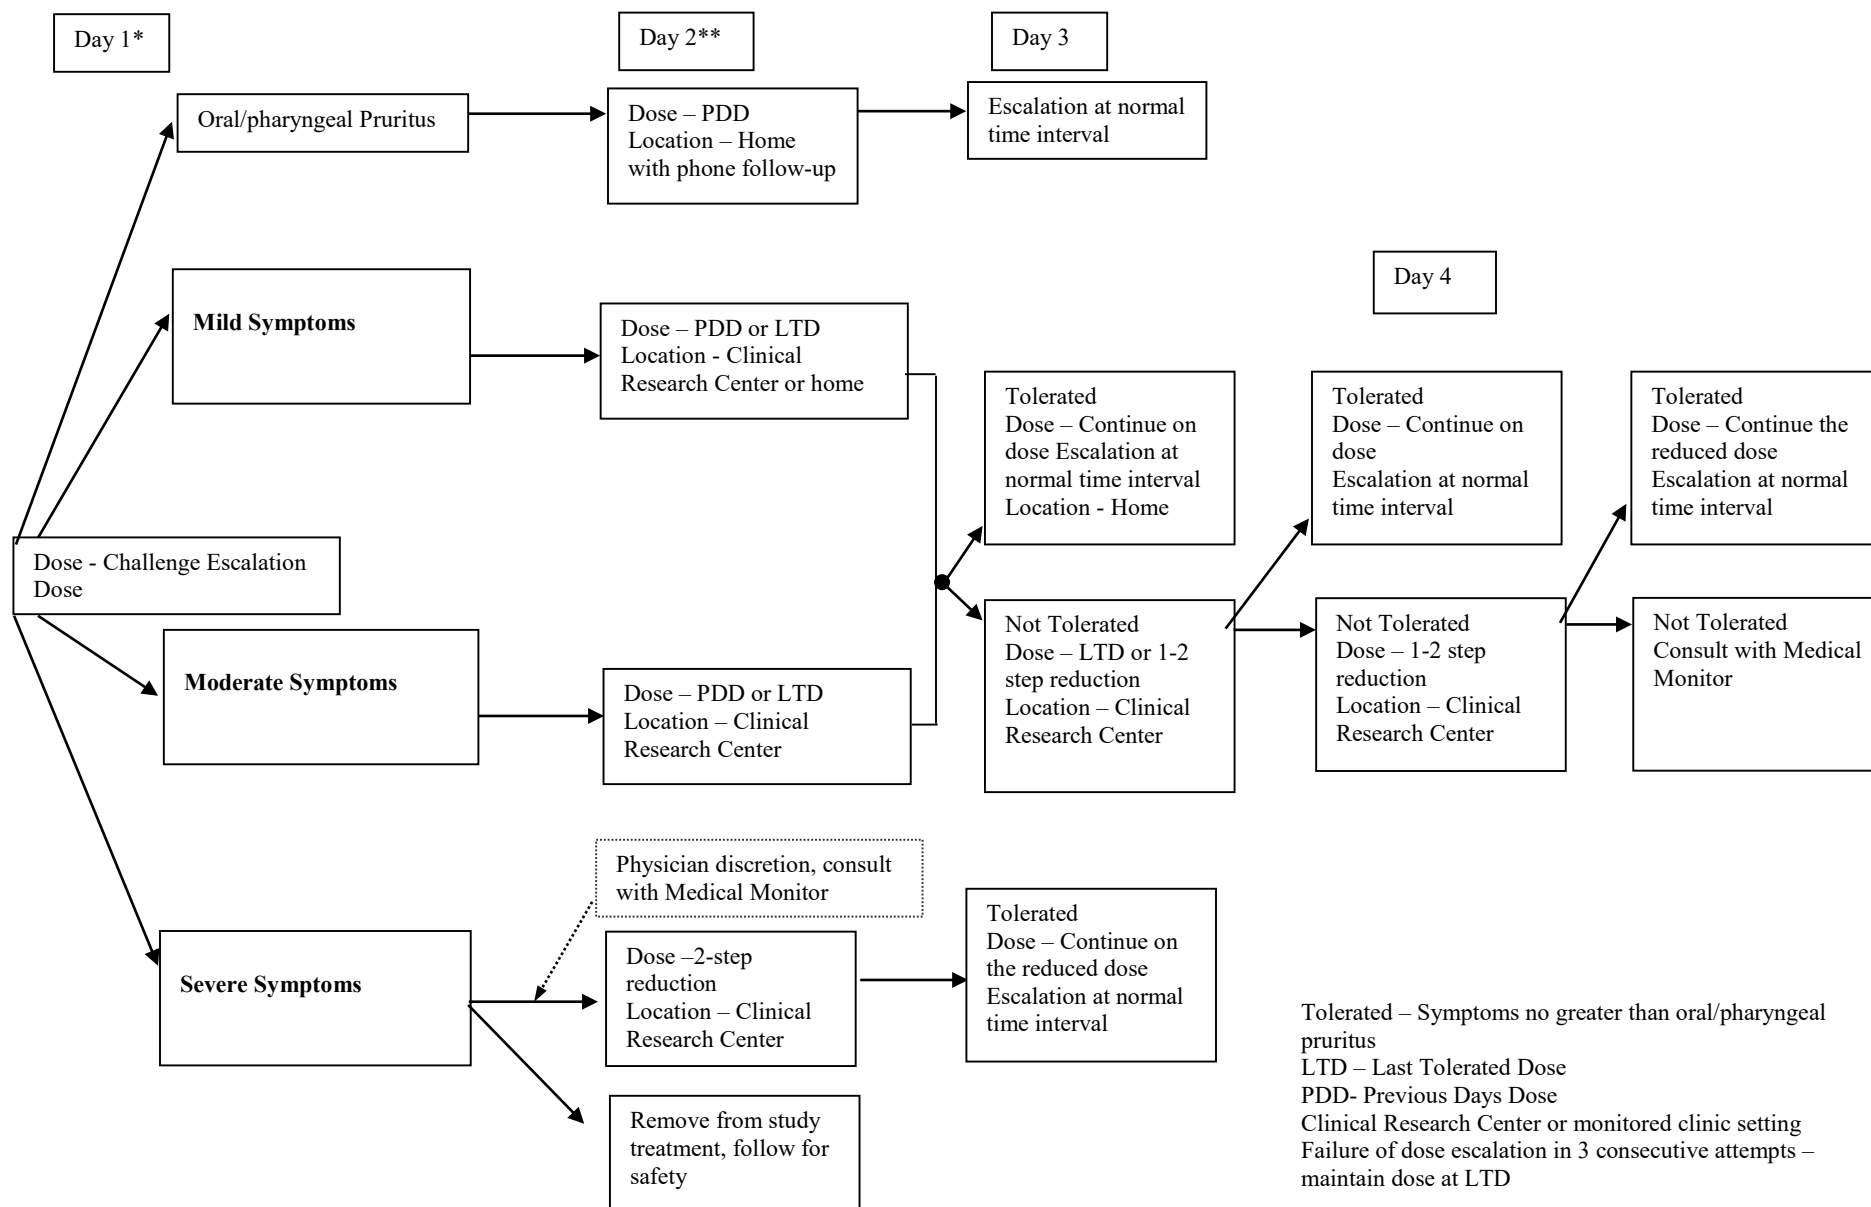 Day 1*
Day 2**
Day 3
Oral/pharyngeal Pruritus
Dose – PDD
Location – Home
with phone follow-up
Escalation at normal
time interval
Day 4
Mild Symptoms
Dose – PDD or LTD
Location - Clinical
Research Center or home
Tolerated
Dose – Continue on
dose Escalation at
normal time interval
Location - Home
Tolerated
Dose – Continue on
dose
Escalation at normal
time interval
Tolerated
Dose – Continue the
reduced dose
Escalation at normal
time interval
Dose - Challenge Escalation
Dose
Moderate Symptoms
Dose – PDD or LTD
Location – Clinical
Research Center
Not Tolerated
Dose – LTD or 1-2
step reduction
Location – Clinical
Research Center
Not Tolerated
Dose – 1-2 step
reduction
Location – Clinical
Research Center
Not Tolerated
Consult with Medical
Monitor
Physician discretion, consult
with Medical Monitor
Severe Symptoms
Dose –2-step
reduction
Location – Clinical
Research Center
Tolerated
Dose – Continue on
the reduced dose
Escalation at normal
time interval
Remove from study
treatment, follow for
safety
Tolerated – Symptoms no greater than oral/pharyngeal
pruritus
LTD – Last Tolerated Dose
PDD- Previous Days Dose
Clinical Research Center or monitored clinic setting
Failure of dose escalation in 3 consecutive attempts –
maintain dose at LTD